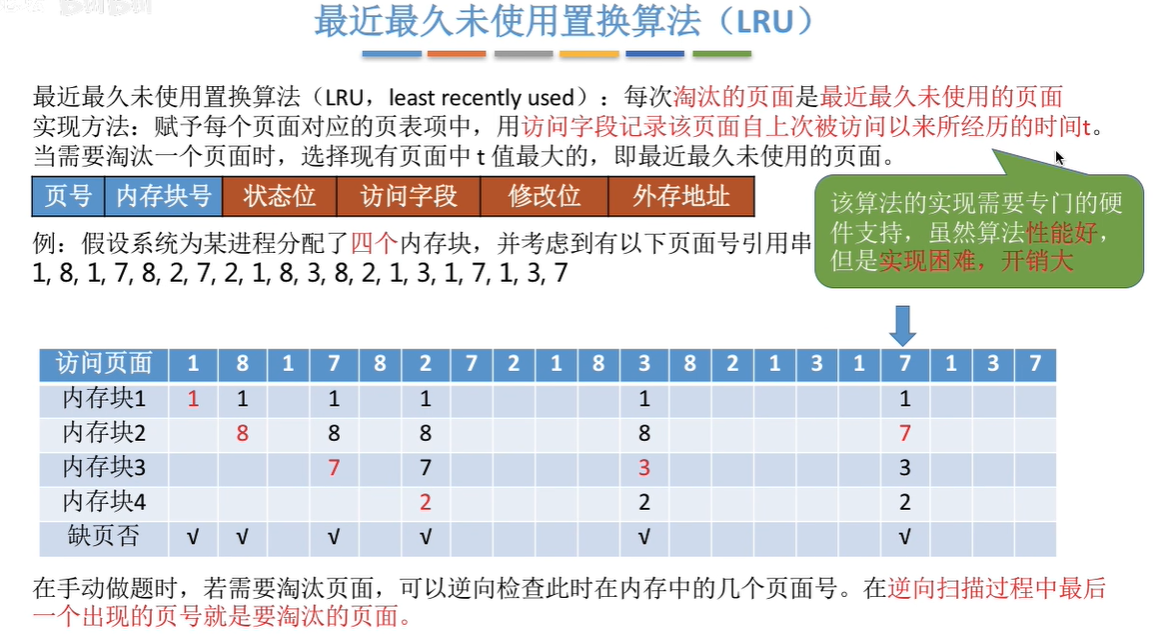 最近最久未使用置换算法（LRU）
最近最久未使用置换算法（LRU，least recently used）：每次淘汰的页面是最近最久未使用的页面
实现方法：赋予每个页面对应的页表项中，用访问字段记录该页面自上次被访问以来所经历的时间t。
当需要淘汰一个页面时，选择现有页面中 t 值最大的，即最近最久未使用的页面。
页号 内存块号 状态位 访问字段 修改位 外存地址
该算法的实现需要专门的硬
件支持，虽然算法性能好，
但是实现困难，开销大
例：假设系统为某进程分配了四个内存块，并考虑到有以下页面号引用串
1, 8, 1, 7, 8, 2, 7, 2, 1, 8, 3, 8, 2, 1, 3, 1, 7, 1, 3, 7
访问页面 1 8 1 7 8 2 7 2 1 8 3 8 2 1 3 1 7 1 3 7
内存块1 1 1 1 1 1 1
内存块2 8 8 8 8 7
内存块3 7 7 3 3
内存块4 2 2 2
缺页否 √ √ √ √ √ √
在手动做题时，若需要淘汰页面，可以逆向检查此时在内存中的几个页面号。在逆向扫描过程中最后
一个出现的页号就是要淘汰的页面。